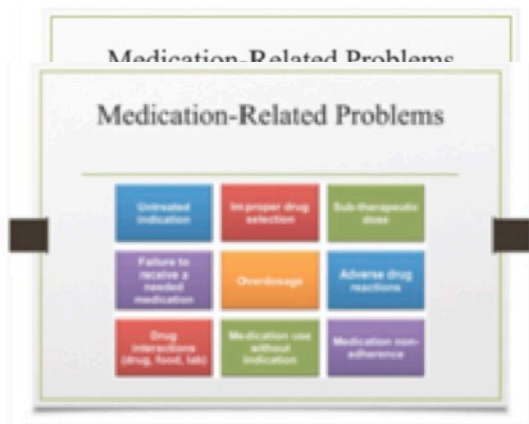 Medication-Related Problems
Medication-Related Problems
Untreated
indication
Improper drug
selection
Sub-therapeutic
dose
Failure to
receive a
needed
medication
Overdosage
Adverse drug
reactions
Drug
interactions
(drug, food, lab)
Medication use
without
indication
Medication non-
adherence